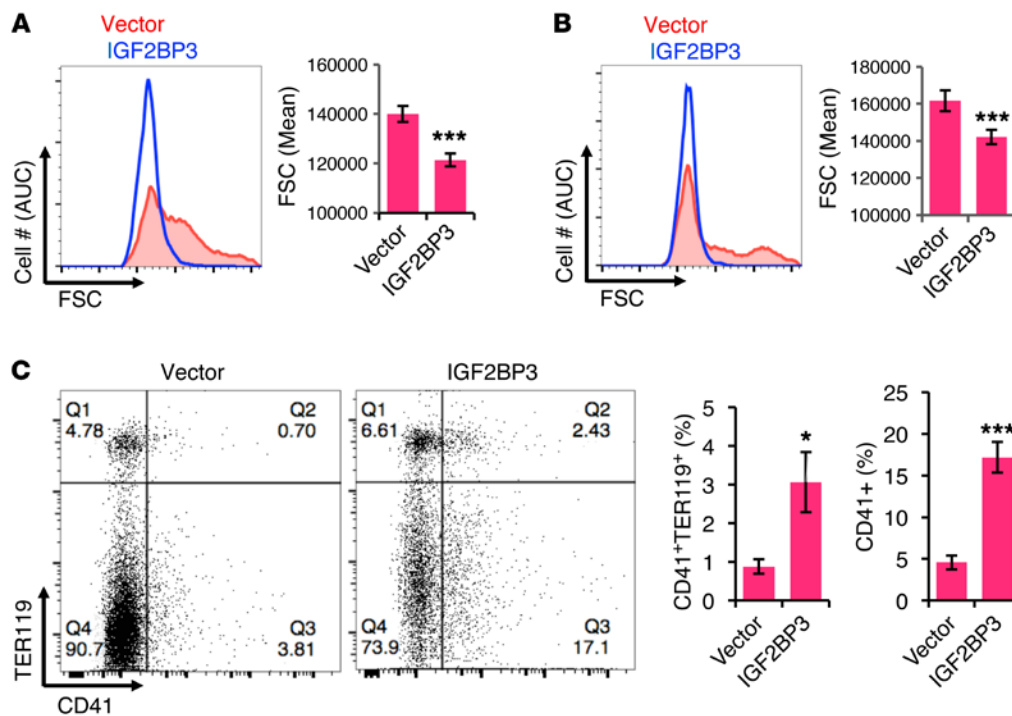 A
Vector
IGF2BP3
Cell # (AUC)
FSC
FSC (Mean)
160000
140000
120000
100000
***
Vector
IGF2BP3
B
Vector
IGF2BP3
Cell # (AUC)
FSC
FSC (Mean)
180000
160000
140000
120000
100000
***
Vector
IGF2BP3
C
Vector
Q1
4.78
Q2
0.70
Q4
90.7
Q3
3.81
TER119
CD41
IGF2BP3
Q1
6.61
Q2
2.43
Q4
73.9
Q3
17.1
CD41+TER119+ (%)
5
4
3
2
1
0
*
Vector
IGF2BP3
CD41+ (%)
25
20
15
10
5
0
***
Vector
IGF2BP3